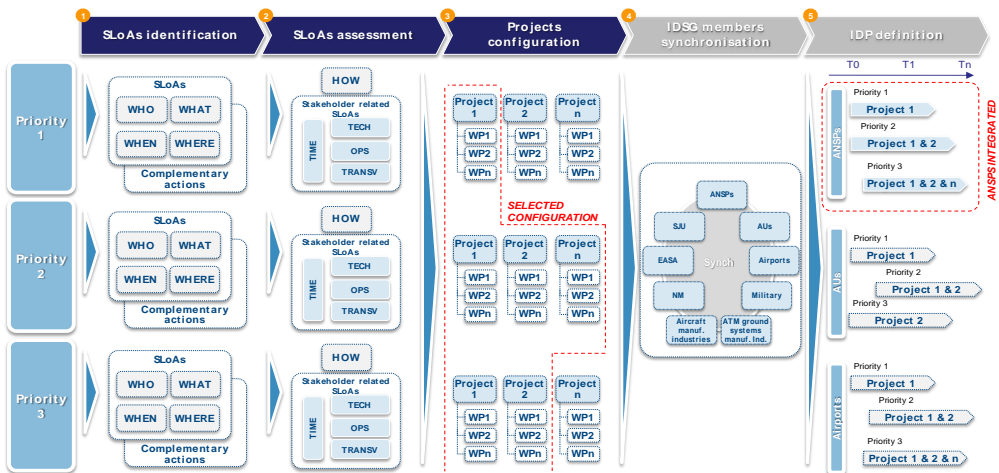 1
SLoAs identification
2
SLoAs assessment
3
Projects
configuration
4
IDSG members
synchronisation
5
IDP definition
T0 T1 Tn
Priority
1
SLoAs
WHO WHAT
WHEN WHERE
Complementary
actions
HOW
Stakeholder related
SLoAs
TIME
TECH
OPS
TRANSV
Project
1
WP1
WP2
WPn
Project
2
WP1
WP2
WPn
Project
n
WP1
WP2
WPn
SELECTED
CONFIGURATION
Priority
2
SLoAs
WHO WHAT
WHEN WHERE
Complementary
actions
HOW
Stakeholder related
SLoAs
TIME
TECH
OPS
TRANSV
Project
1
WP1
WP2
WPn
Project
2
WP1
WP2
WPn
Project
n
WP1
WP2
WPn
Priority
3
SLoAs
WHO WHAT
WHEN WHERE
Complementary
actions
HOW
Stakeholder related
SLoAs
TIME
TECH
OPS
TRANSV
Project
1
WP1
WP2
WPn
Project
2
WP1
WP2
WPn
Project
n
WP1
WP2
WPn
ANSPs
SJU
AUs
EASA
Synch
Airports
NM
Military
Aircraft
manuf.
industries
ATM ground
systems
manuf. Ind.
ANSPs
Priority 1
Project 1
Priority 2
Project 1 & 2
Priority 3
Project 1 & 2 & n
ANSPS INTEGRATED
AUs
Priority 1
Project 1
Priority 2
Project 1 & 2
Priority 3
Project 2
Airports
Priority 1
Project 1
Priority 2
Project 1 & 2
Priority 3
Project 1 & 2 & n